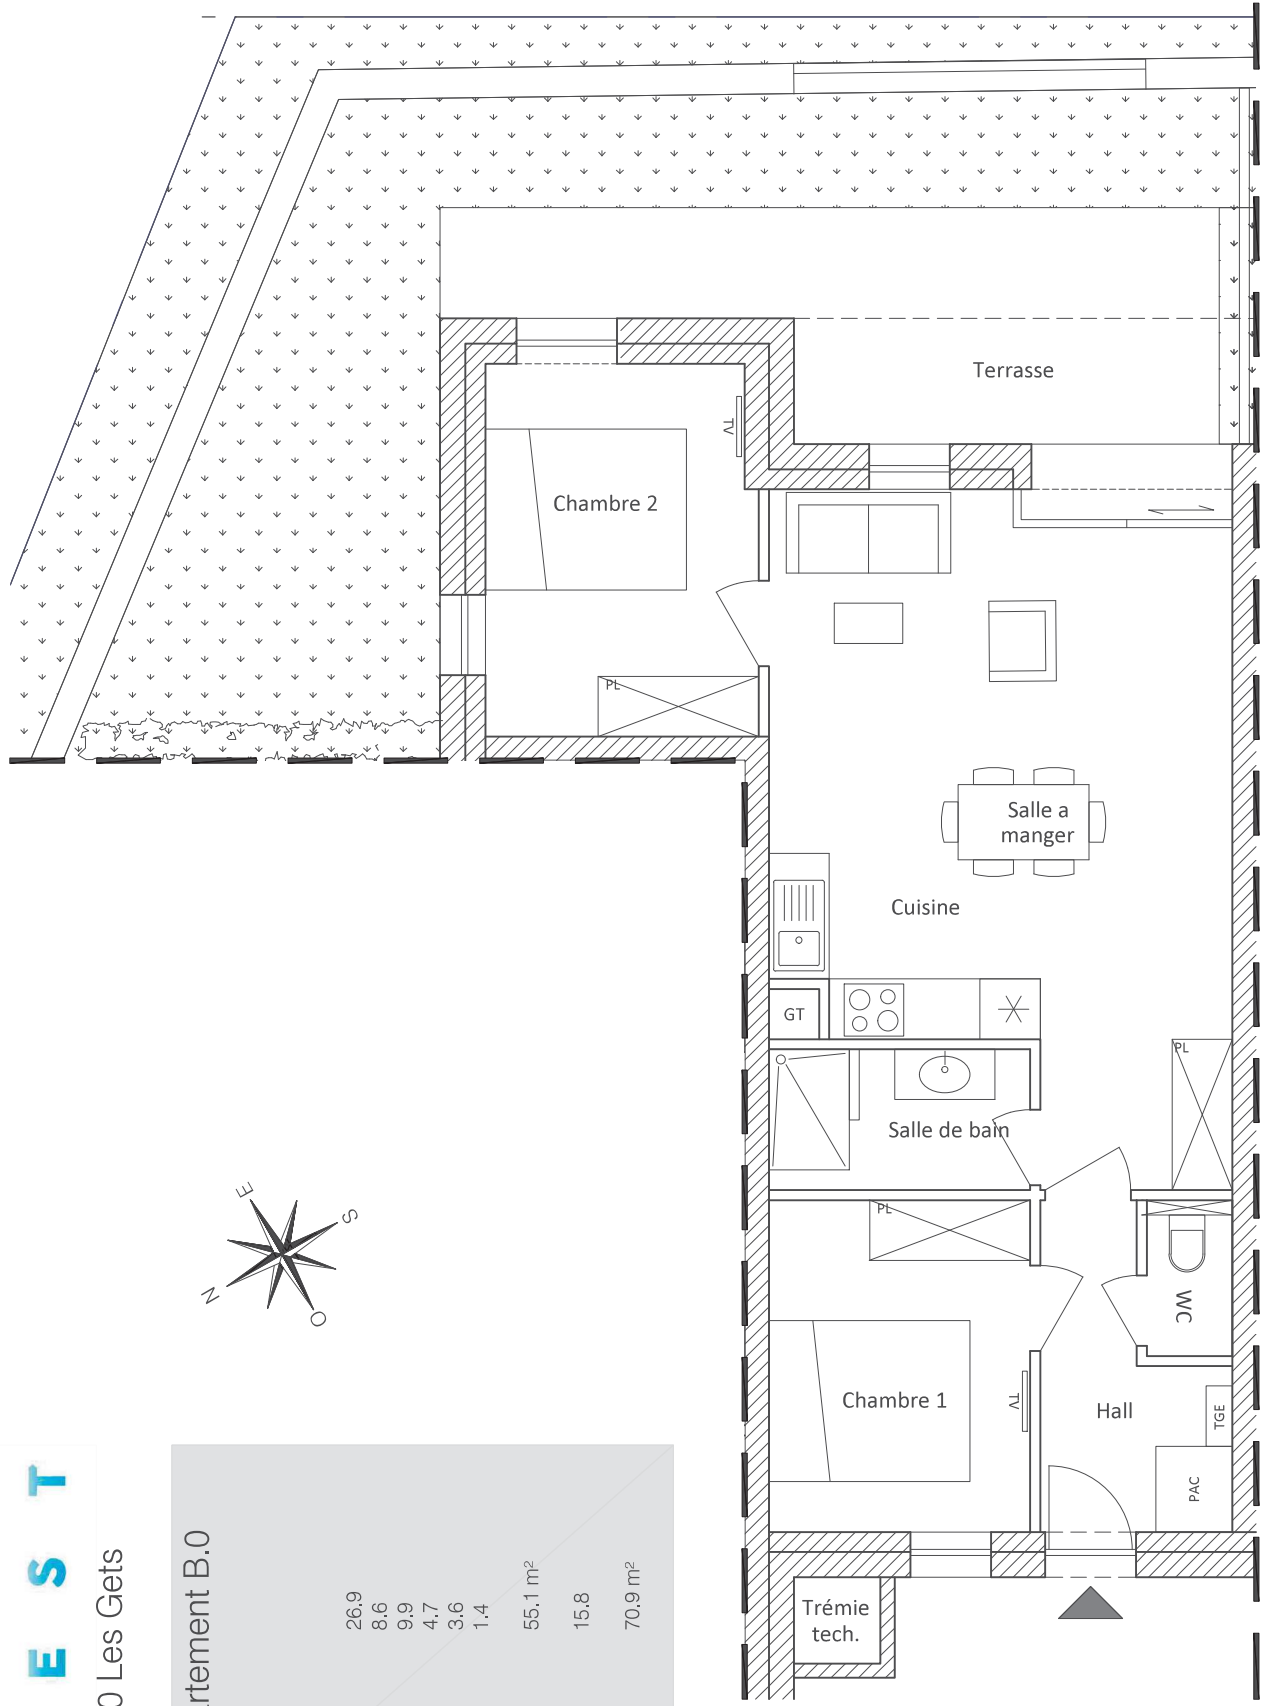 Terrasse
TV
Chambre 2
PL
Salle a
manger
Cuisine
GT
PL
Salle de bain
PL
WC
Chambre 1
TV
Hall
TGE
PAC
Trémie
tech.
E
S
N
O
E S T
0 Les Gets
rtement B.0
26.9
8.6
9.9
4.7
3.6
1.4
55.1 m²
15.8
70.9 m²